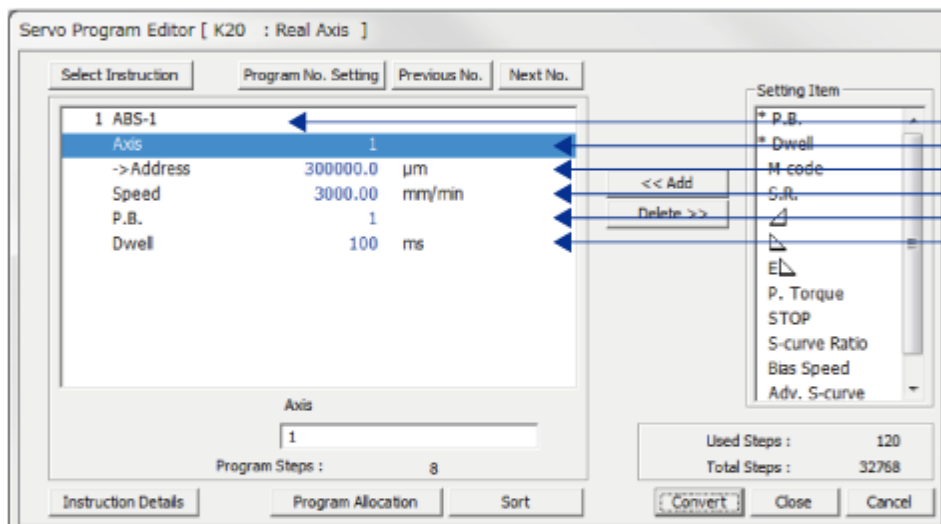 Servo Program Editor [ K20 : Real Axis ]
Select Instruction Program No. Setting Previous No. Next No.
1 ABS-1
Axis 1
->Address 300000.0 μm
Speed 3000.00 mm/min
P.B. 1
Dwell 100 ms
<< Add
Delete >>
Setting Item
* P.B.
* Dwell
M-code
S.R.
E
P. Torque
STOP
S-curve Ratio
Bias Speed
Adv. S-curve
Axis
1
Program Steps : 8
Used Steps : 120
Total Steps : 32768
Instruction Details Program Allocation Sort Convert Close Cancel